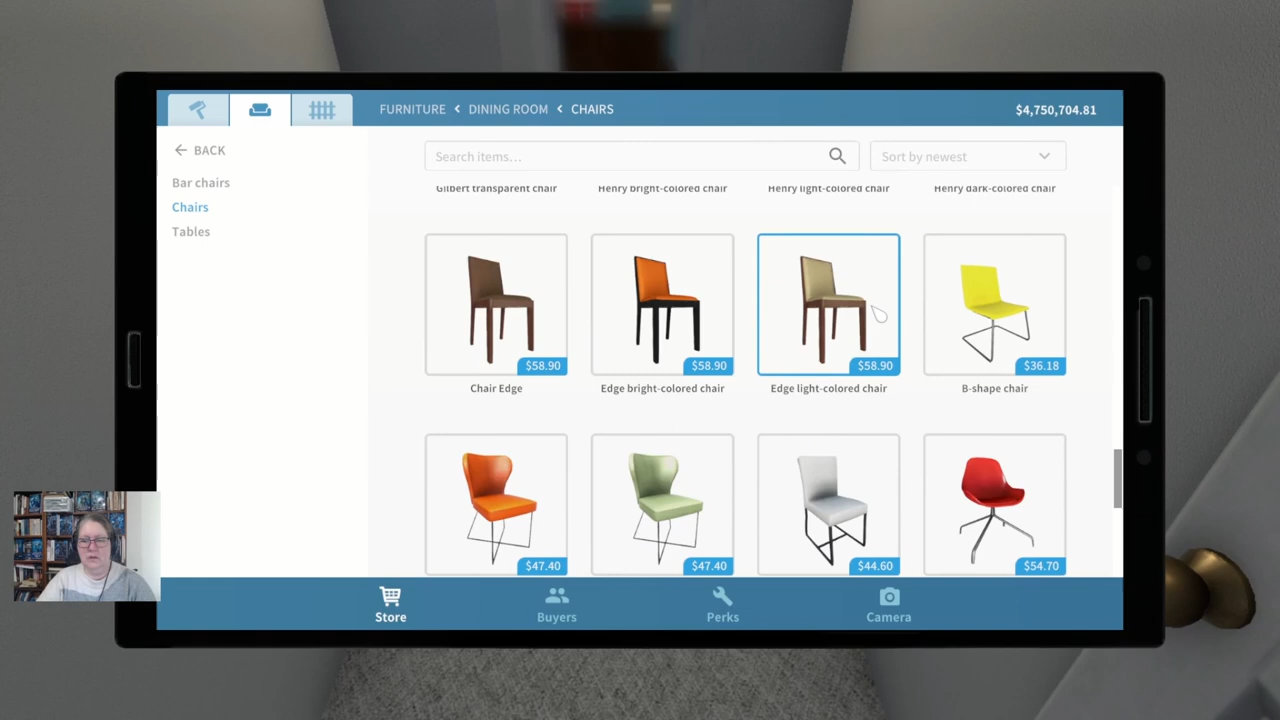 FURNITURE < DINING ROOM < CHAIRS
$4,750,704.81
BACK
Bar chairs
Chairs
Tables
Search items...
Sort by newest
Gilbert transparent chair
Henry bright-colored chair
Henry light-colored chair
Henry dark-colored chair
$58.90
$58.90
$58.90
$36.18
Chair Edge
Edge bright-colored chair
Edge light-colored chair
B-shape chair
$47.40
$47.40
$44.60
$54.70
Store
Buyers
Perks
Camera